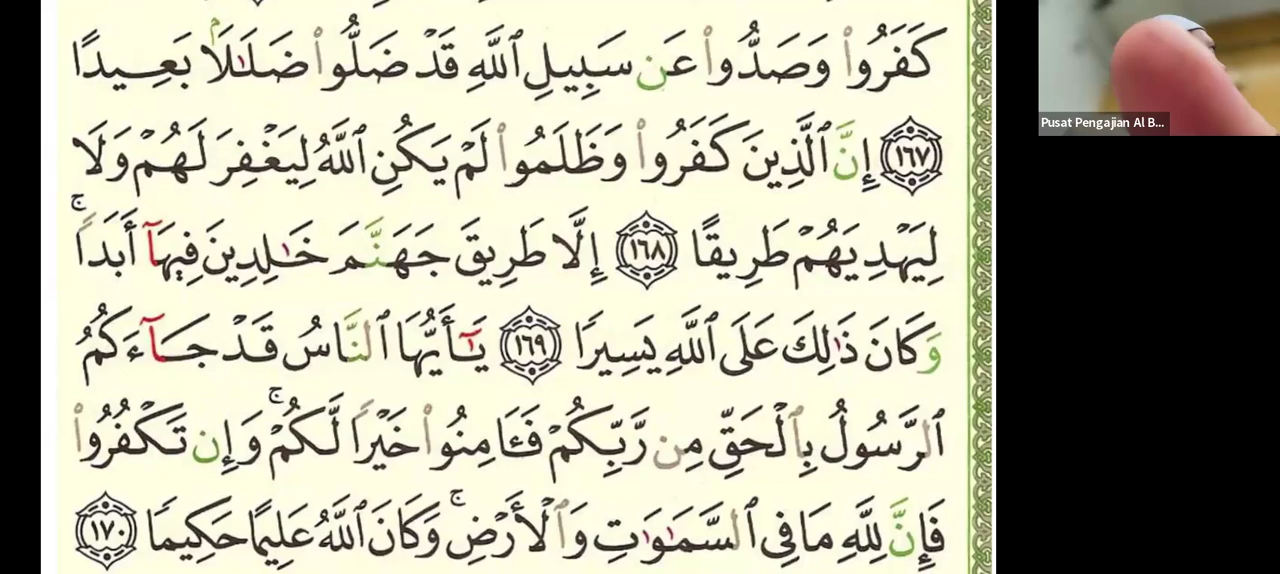 كَفَرُوا۟ وَصَدُّوا۟ عَن سَبِيلِ ٱللَّهِ قَدْ ضَلُّوا۟ ضَلَـٰلًۢا بَعِيدًا
١٦٧ إِنَّ ٱلَّذِينَ كَفَرُوا۟ وَظَلَمُوا۟ لَمْ يَكُنِ ٱللَّهُ لِيَغْفِرَ لَهُمْ وَلَا
لِيَهْدِيَهُمْ طَرِيقًا ١٦٨ إِلَّا طَرِيقَ جَهَنَّمَ خَـٰلِدِينَ فِيهَآ أَبَدًا ۚ
وَكَانَ ذَٰلِكَ عَلَى ٱللَّهِ يَسِيرًا ١٦٩ يَـٰٓأَيُّهَا ٱلنَّاسُ قَدْ جَآءَكُمُ
ٱلرَّسُولُ بِٱلْحَقِّ مِن رَّبِّكُمْ فَـَٔامِنُوا۟ خَيْرًا لَّكُمْ ۚ وَإِن تَكْفُرُوا۟
فَإِنَّ لِلَّهِ مَا فِى ٱلسَّمَـٰوَٰتِ وَٱلْأَرْضِ ۚ وَكَانَ ٱللَّهُ عَلِيمًا حَكِيمًا ١٧٠
Pusat Pengajian Al B...